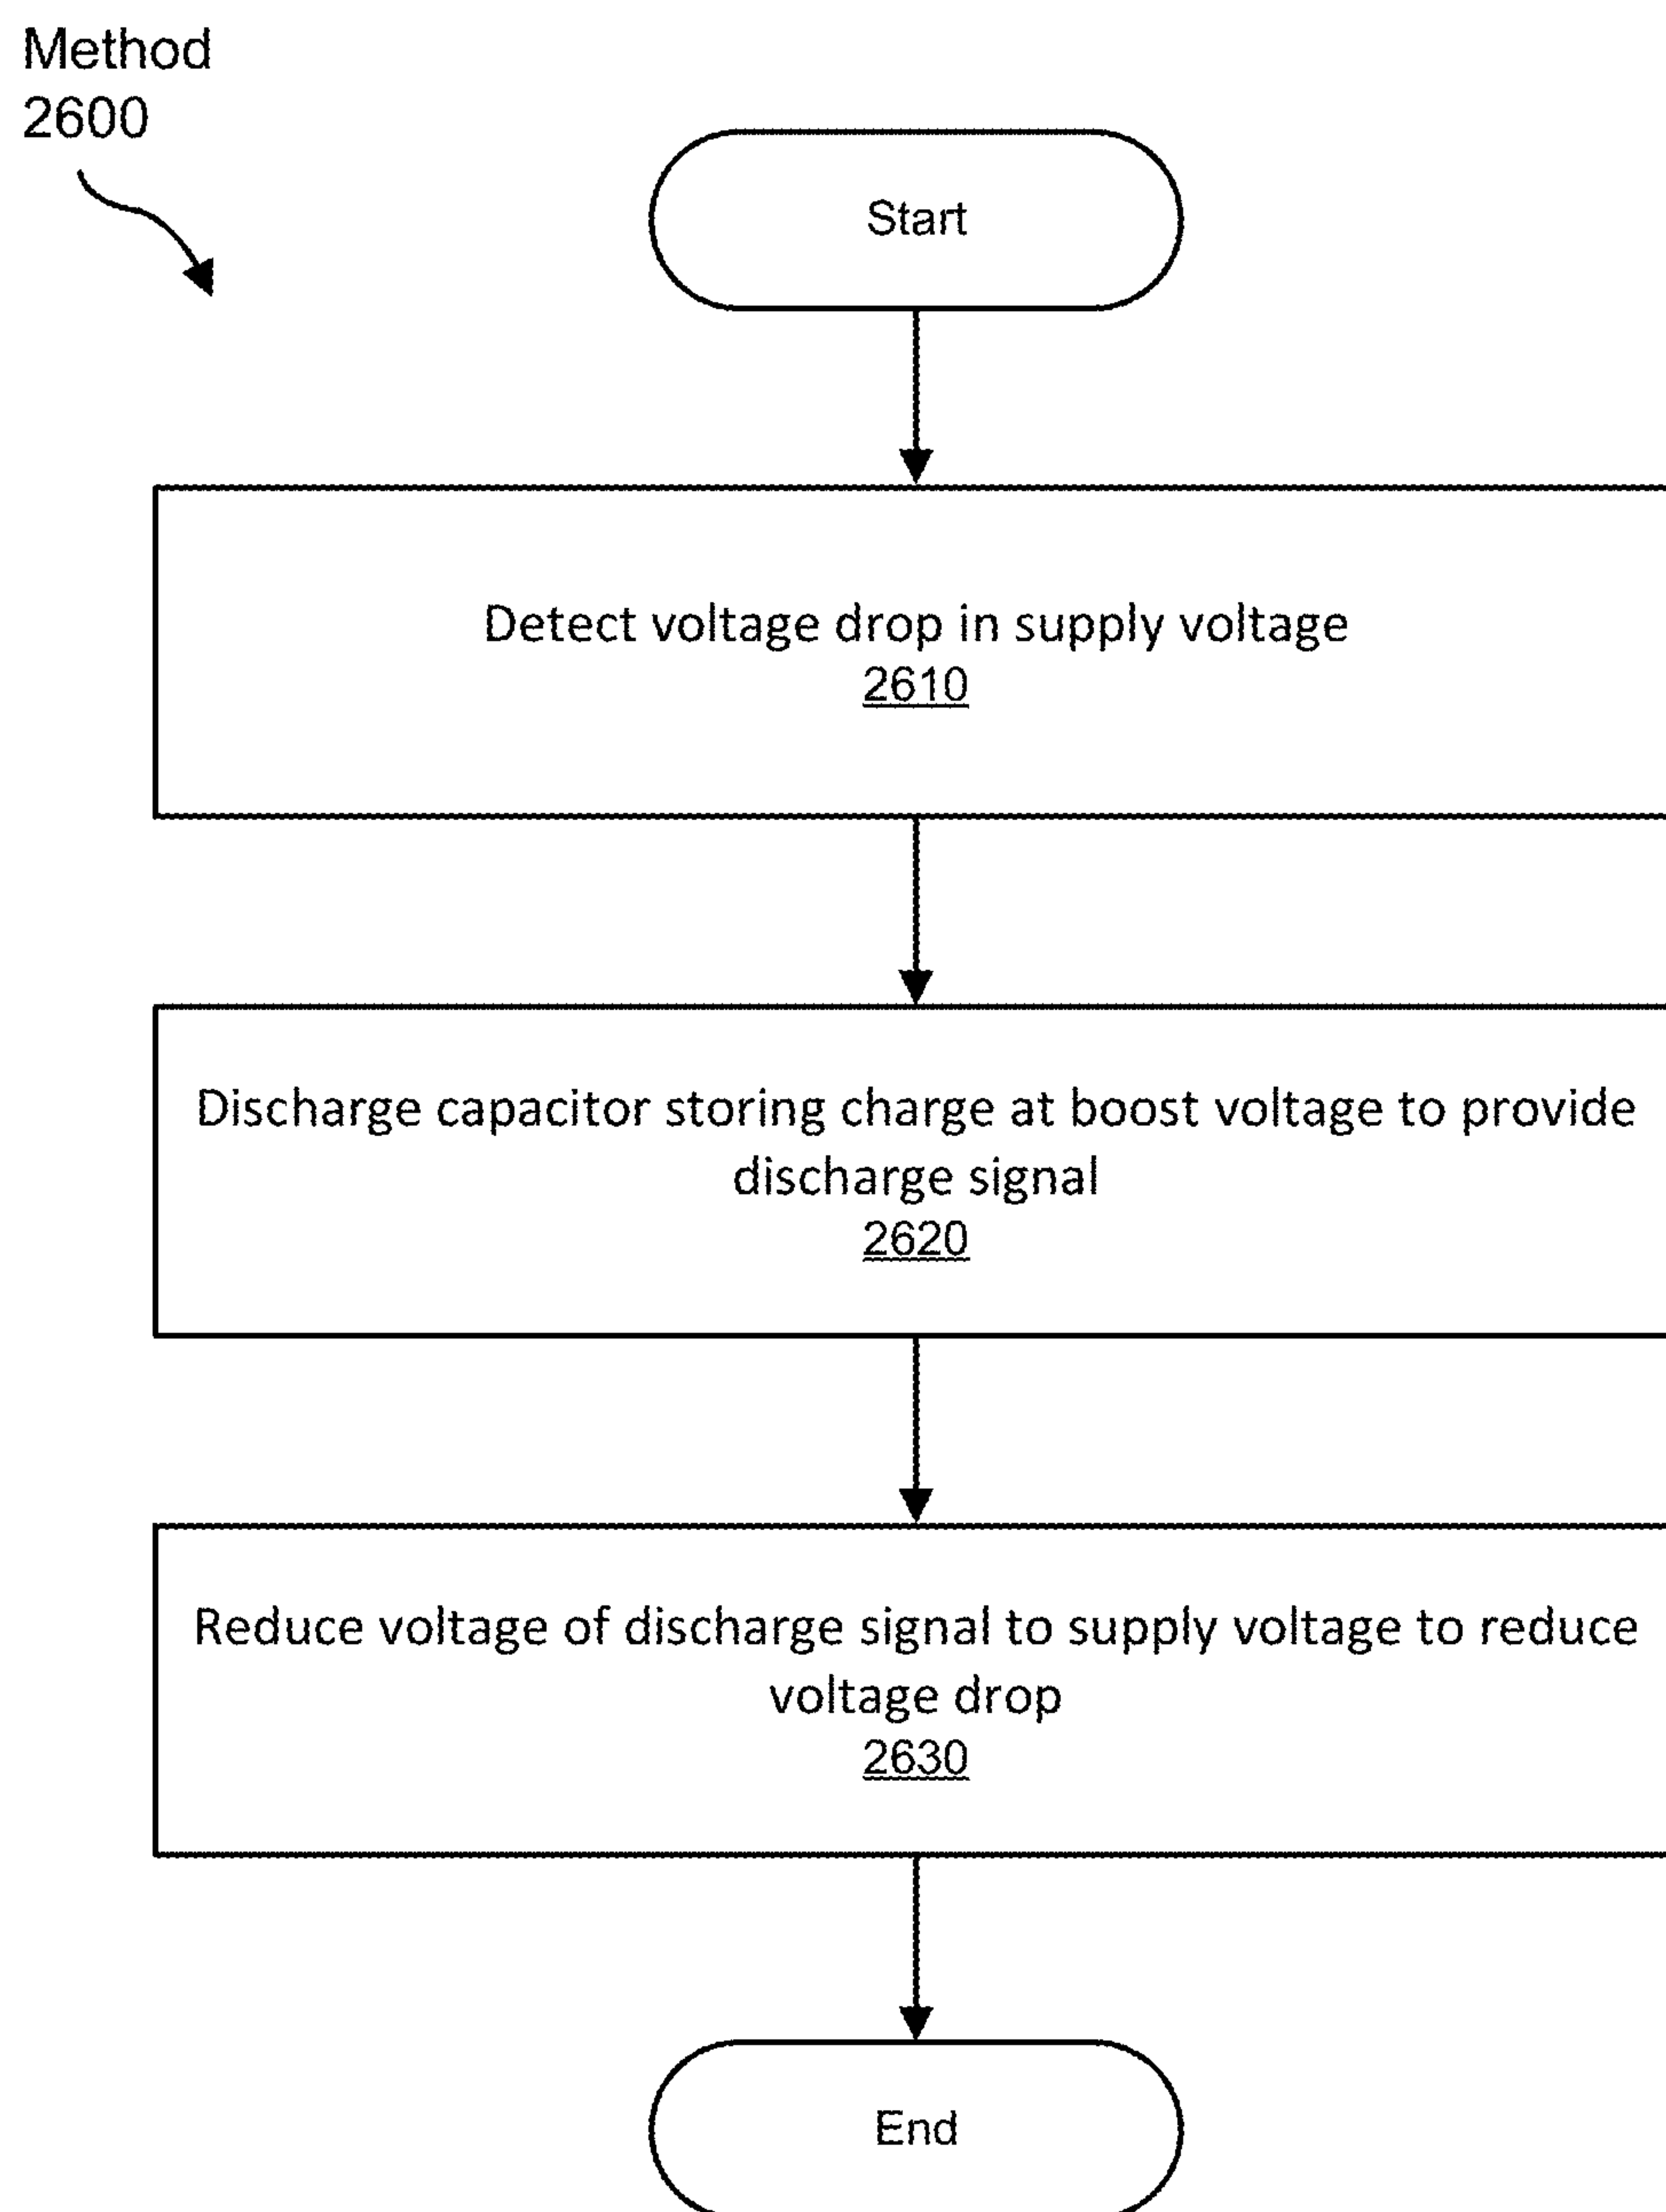 Method
2600
Start
Detect voltage drop in supply voltage
2610
Discharge capacitor storing charge at boost voltage to provide
discharge signal
2620
Reduce voltage of discharge signal to supply voltage to reduce
voltage drop
2630
End